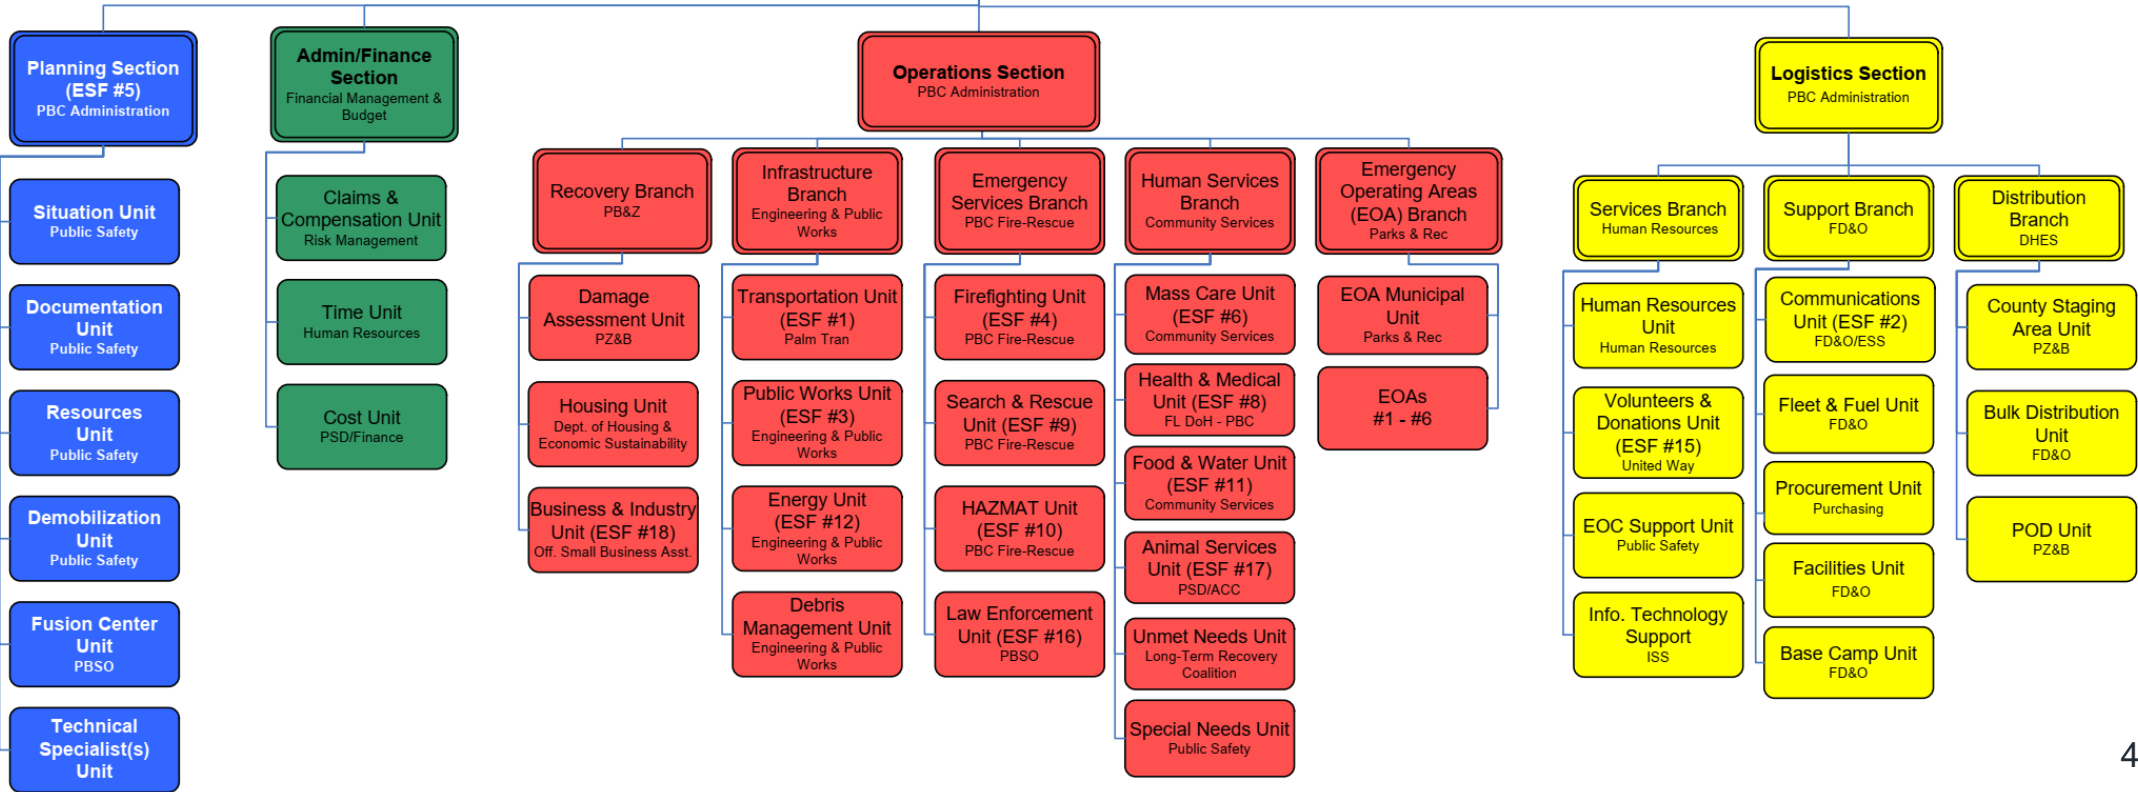 Planning Section
(ESF #5)
PBC Administration
Situation Unit
Public Safety
Documentation
Unit
Public Safety
Resources
Unit
Public Safety
Demobilization
Unit
Public Safety
Fusion Center
Unit
PBSO
Technical
Specialist(s)
Unit
Admin/Finance
Section
Financial Management &
Budget
Claims &
Compensation Unit
Risk Management
Time Unit
Human Resources
Cost Unit
PSD/Finance
Operations Section
PBC Administration
Recovery Branch
PB&Z
Damage
Assessment Unit
PZ&B
Housing Unit
Dept. of Housing &
Economic Sustainability
Business & Industry
Unit (ESF #18)
Off. Small Business Asst.
Infrastructure
Branch
Engineering & Public
Works
Transportation Unit
(ESF #1)
Palm Tran
Public Works Unit
(ESF #3)
Engineering & Public
Works
Energy Unit
(ESF #12)
Engineering & Public
Works
Debris
Management Unit
Engineering & Public
Works
Emergency
Services Branch
PBC Fire-Rescue
Firefighting Unit
(ESF #4)
PBC Fire-Rescue
Search & Rescue
Unit (ESF #9)
PBC Fire-Rescue
HAZMAT Unit
(ESF #10)
PBC Fire-Rescue
Law Enforcement
Unit (ESF #16)
PBSO
Human Services
Branch
Community Services
Mass Care Unit
(ESF #6)
Community Services
Health & Medical
Unit (ESF #8)
FL DoH - PBC
Food & Water Unit
(ESF #11)
Community Services
Animal Services
Unit (ESF #17)
PSD/ACC
Unmet Needs Unit
Long-Term Recovery
Coalition
Special Needs Unit
Public Safety
Emergency
Operating Areas
(EOA) Branch
Parks & Rec
EOA Municipal
Unit
Parks & Rec
EOAs
#1 - #6
Logistics Section
PBC Administration
Services Branch
Human Resources
Human Resources
Unit
Human Resources
Volunteers &
Donations Unit
(ESF #15)
United Way
EOC Support Unit
Public Safety
Info. Technology
Support
ISS
Support Branch
FD&O
Communications
Unit (ESF #2)
FD&O/ESS
Fleet & Fuel Unit
FD&O
Procurement Unit
Purchasing
Facilities Unit
FD&O
Base Camp Unit
FD&O
Distribution
Branch
DHES
County Staging
Area Unit
PZ&B
Bulk Distribution
Unit
FD&O
POD Unit
PZ&B
4